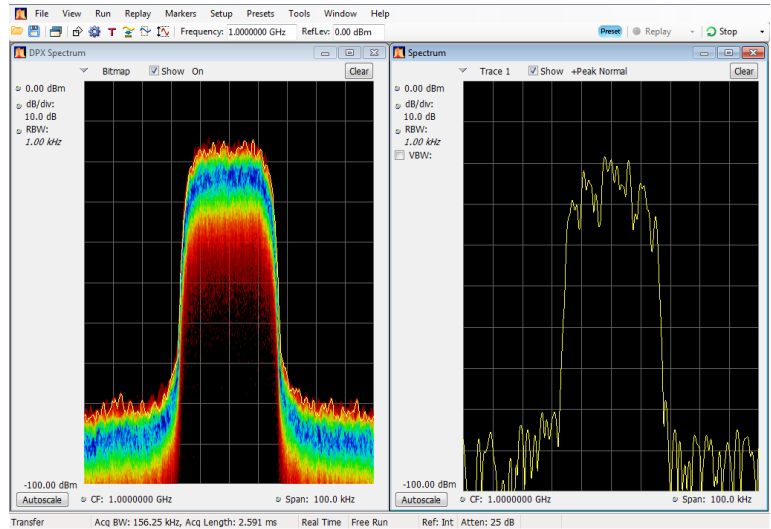 File View Run Replay Markers Setup Presets Tools Window Help
T Frequency: 1.0000000 GHz RefLev: 0.00 dBm Preset Replay Stop
DPX Spectrum
Bitmap Show On Clear
0.00 dBm
dB/div:
10.0 dB
RBW:
1.00 kHz
-100.00 dBm
Autoscale CF: 1.0000000 GHz Span: 100.0 kHz
Spectrum
Trace 1 Show +Peak Normal Clear
0.00 dBm
dB/div:
10.0 dB
RBW:
1.00 kHz
VBW:
-100.00 dBm
Autoscale CF: 1.0000000 GHz Span: 100.0 kHz
Transfer Acq BW: 156.25 kHz, Acq Length: 2.591 ms Real Time Free Run Ref: Int Atten: 25 dB